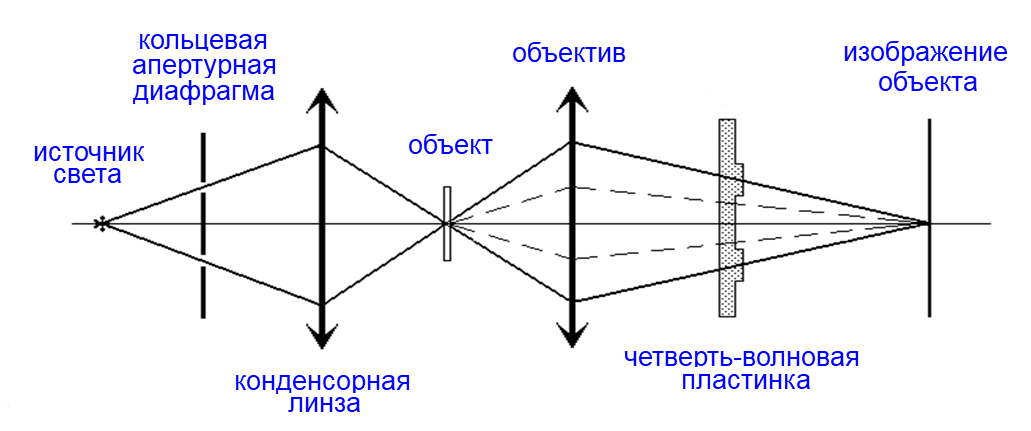 кольцевая
апертурная
диафрагма
объектив
изображение
объекта
источник
света
объект
конденсорная
линза
четверть-волновая
пластинка